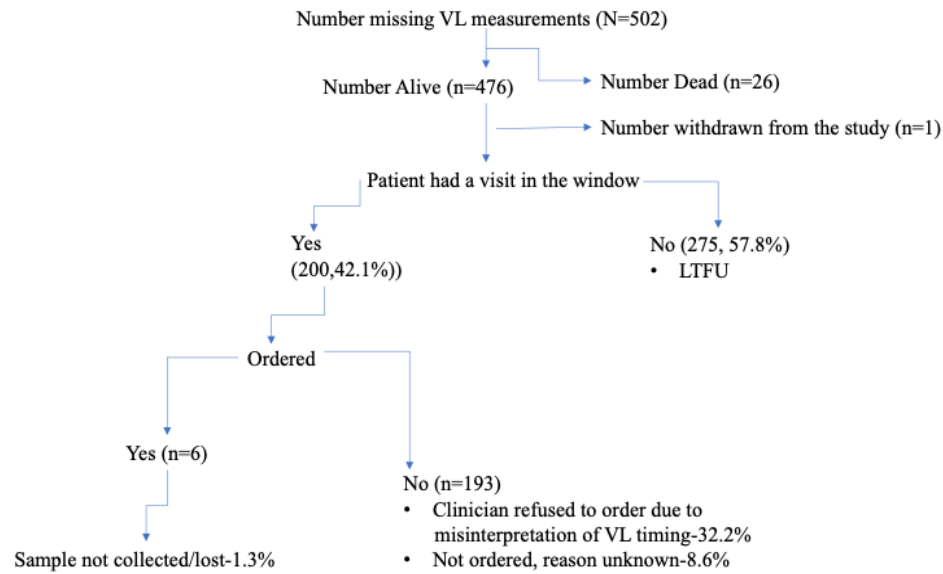 Number missing VL measurements (N=502)
Number Alive (n=476)
Number Dead (n=26)
Number withdrawn from the study (n=1)
Patient had a visit in the window
Yes
(200,42.1%))
No (275, 57.8%)
• LTFU
Ordered
Yes (n=6)
No (n=193)
• Clinician refused to order due to
misinterpretation of VL timing-32.2%
• Not ordered, reason unknown-8.6%
Sample not collected/lost-1.3%